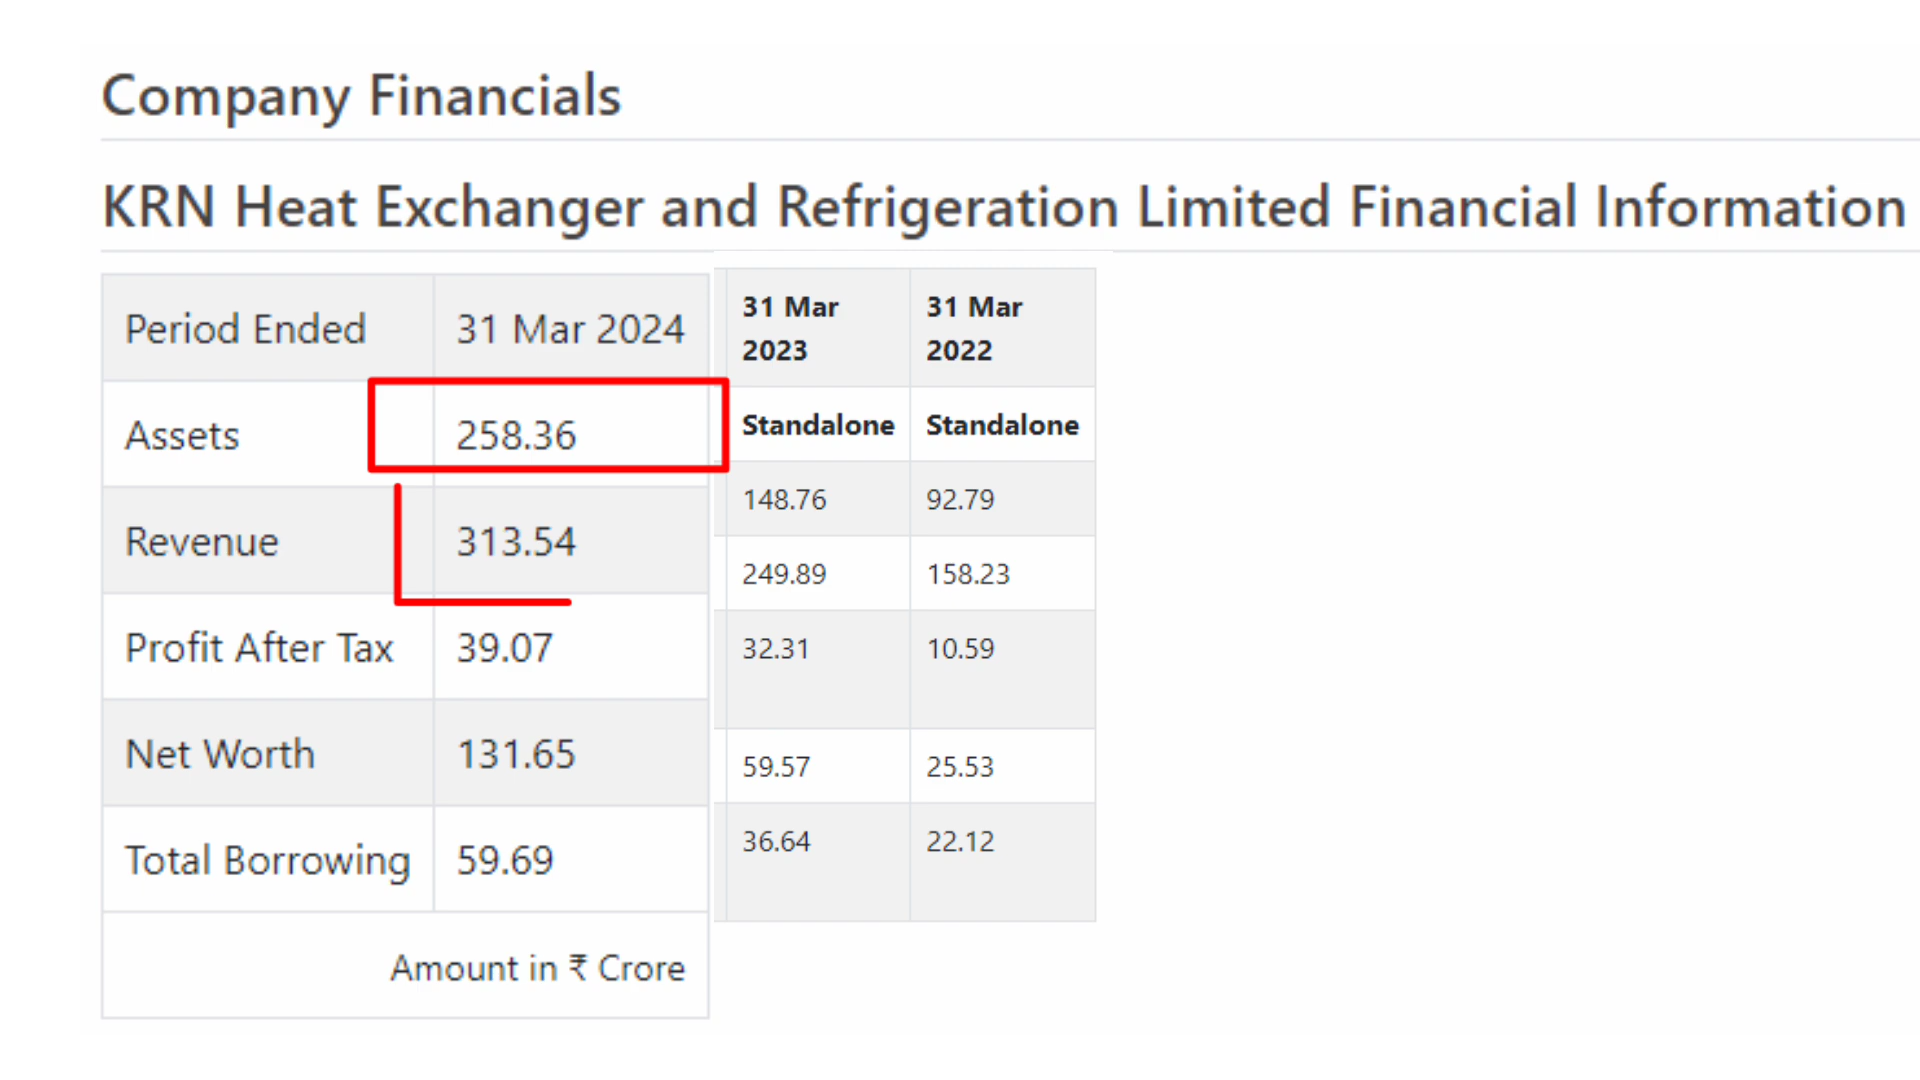 Company Financials
KRN Heat Exchanger and Refrigeration Limited Financial Information
Period Ended 31 Mar 2024
Assets 258.36
Revenue 313.54
Profit After Tax 39.07
Net Worth 131.65
Total Borrowing 59.69
Amount in ₹ Crore
31 Mar 31 Mar
2023 2022
Standalone Standalone
148.76 92.79
249.89 158.23
32.31 10.59
59.57 25.53
36.64 22.12